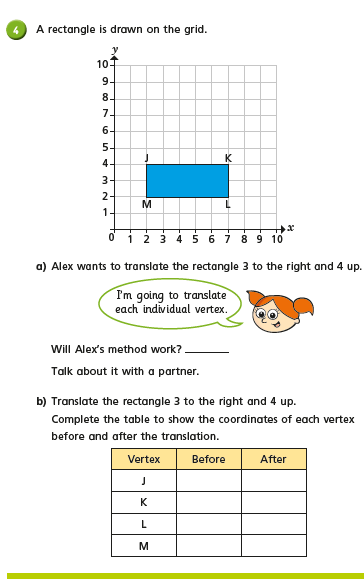 4 A rectangle is drawn on the grid.
y
10
9
8
7
6
5
4
3
2
1
J K
M L
0 1 2 3 4 5 6 7 8 9 10 x
a) Alex wants to translate the rectangle 3 to the right and 4 up.
I'm going to translate
each individual vertex.
Will Alex's method work?
Talk about it with a partner.
b) Translate the rectangle 3 to the right and 4 up.
Complete the table to show the coordinates of each vertex
before and after the translation.
Vertex Before After
J
K
L
M